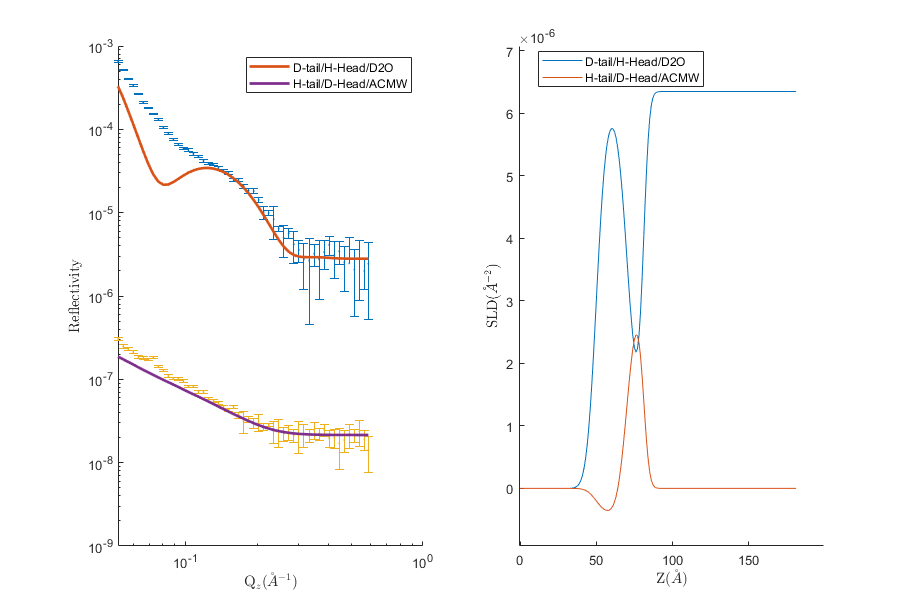 10^-3
10^-4
10^-5
10^-6
10^-7
10^-8
10^-9
Reflectivity
10^-1
10^0
Q_z(Å^-1)
D-tail/H-Head/D2O
H-tail/D-Head/ACMW
×10^-6
7
6
5
4
3
2
1
0
SLD(Å^-2)
0
50
100
150
Z(Å)
D-tail/H-Head/D2O
H-tail/D-Head/ACMW